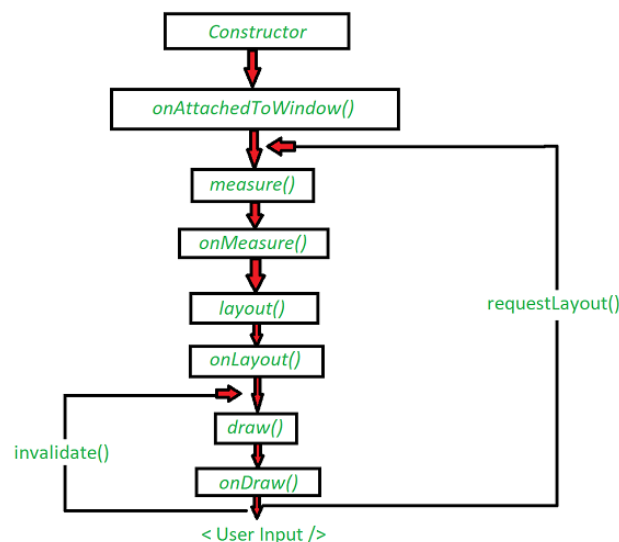 Constructor
onAttachedToWindow()
measure()
onMeasure()
layout()
requestLayout()
onLayout()
draw()
invalidate()
onDraw()
< User Input />